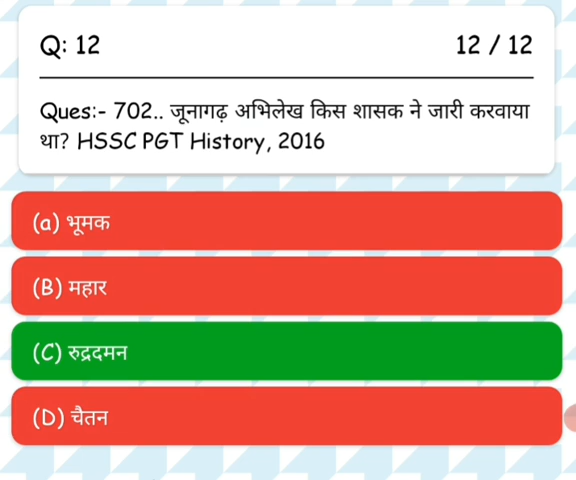 Q: 12
12 / 12
Ques:- 702.. जूनागढ़ अभिलेख किस शासक ने जारी करवाया
था? HSSC PGT History, 2016
(a) भूमक
(B) महार
(C) रुद्रदमन
(D) चैतन